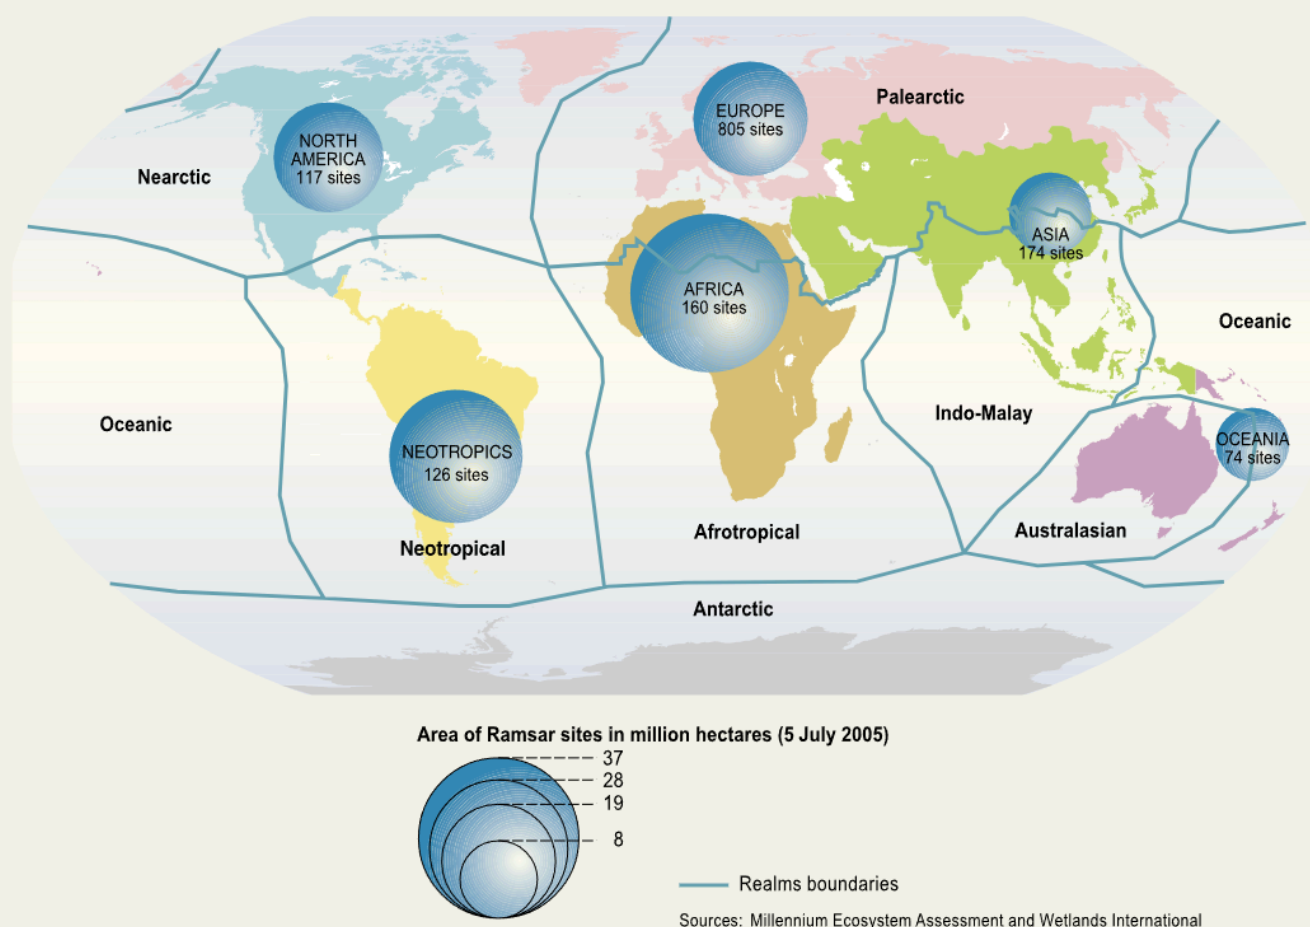 EUROPE
805 sites
Palearctic
NORTH
AMERICA
117 sites
Nearctic
ASIA
174 sites
AFRICA
160 sites
Oceanic
Oceanic
Indo-Malay
NEOTROPICS
126 sites
OCEANIA
74 sites
Neotropical
Afrotropical
Australasian
Antarctic
Area of Ramsar sites in million hectares (5 July 2005)
37
28
19
8
Realms boundaries
Sources: Millennium Ecosystem Assessment and Wetlands International